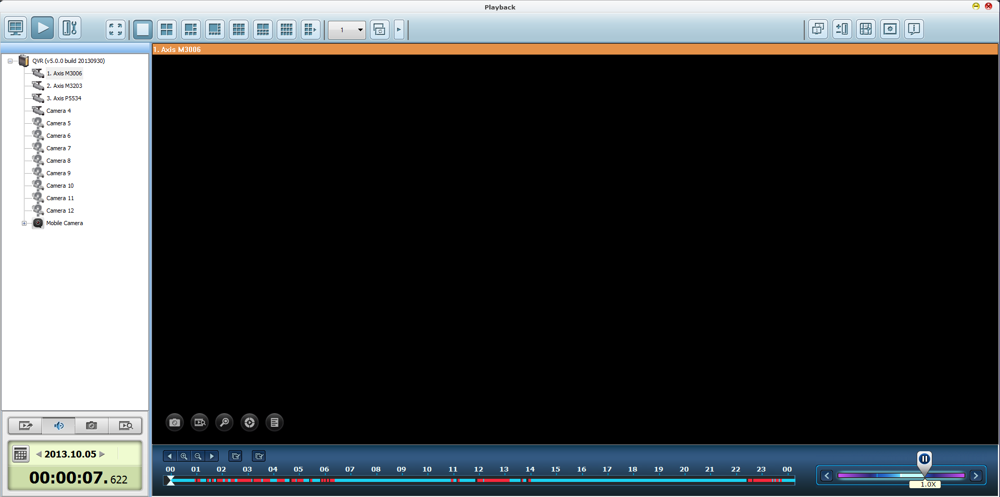 Playback
1
1. Axis M3006
QVR (v5.0.0 build 20130930)
1. Axis M3006
2. Axis M3203
3. Axis P5534
Camera 4
Camera 5
Camera 6
Camera 7
Camera 8
Camera 9
Camera 10
Camera 11
Camera 12
Mobile Camera
2013.10.05
00:00:07.622
00 01 02 03 04 05 06 07 08 09 10 11 12 13 14 15 16 17 18 19 20 21 22 23 00
1.0X